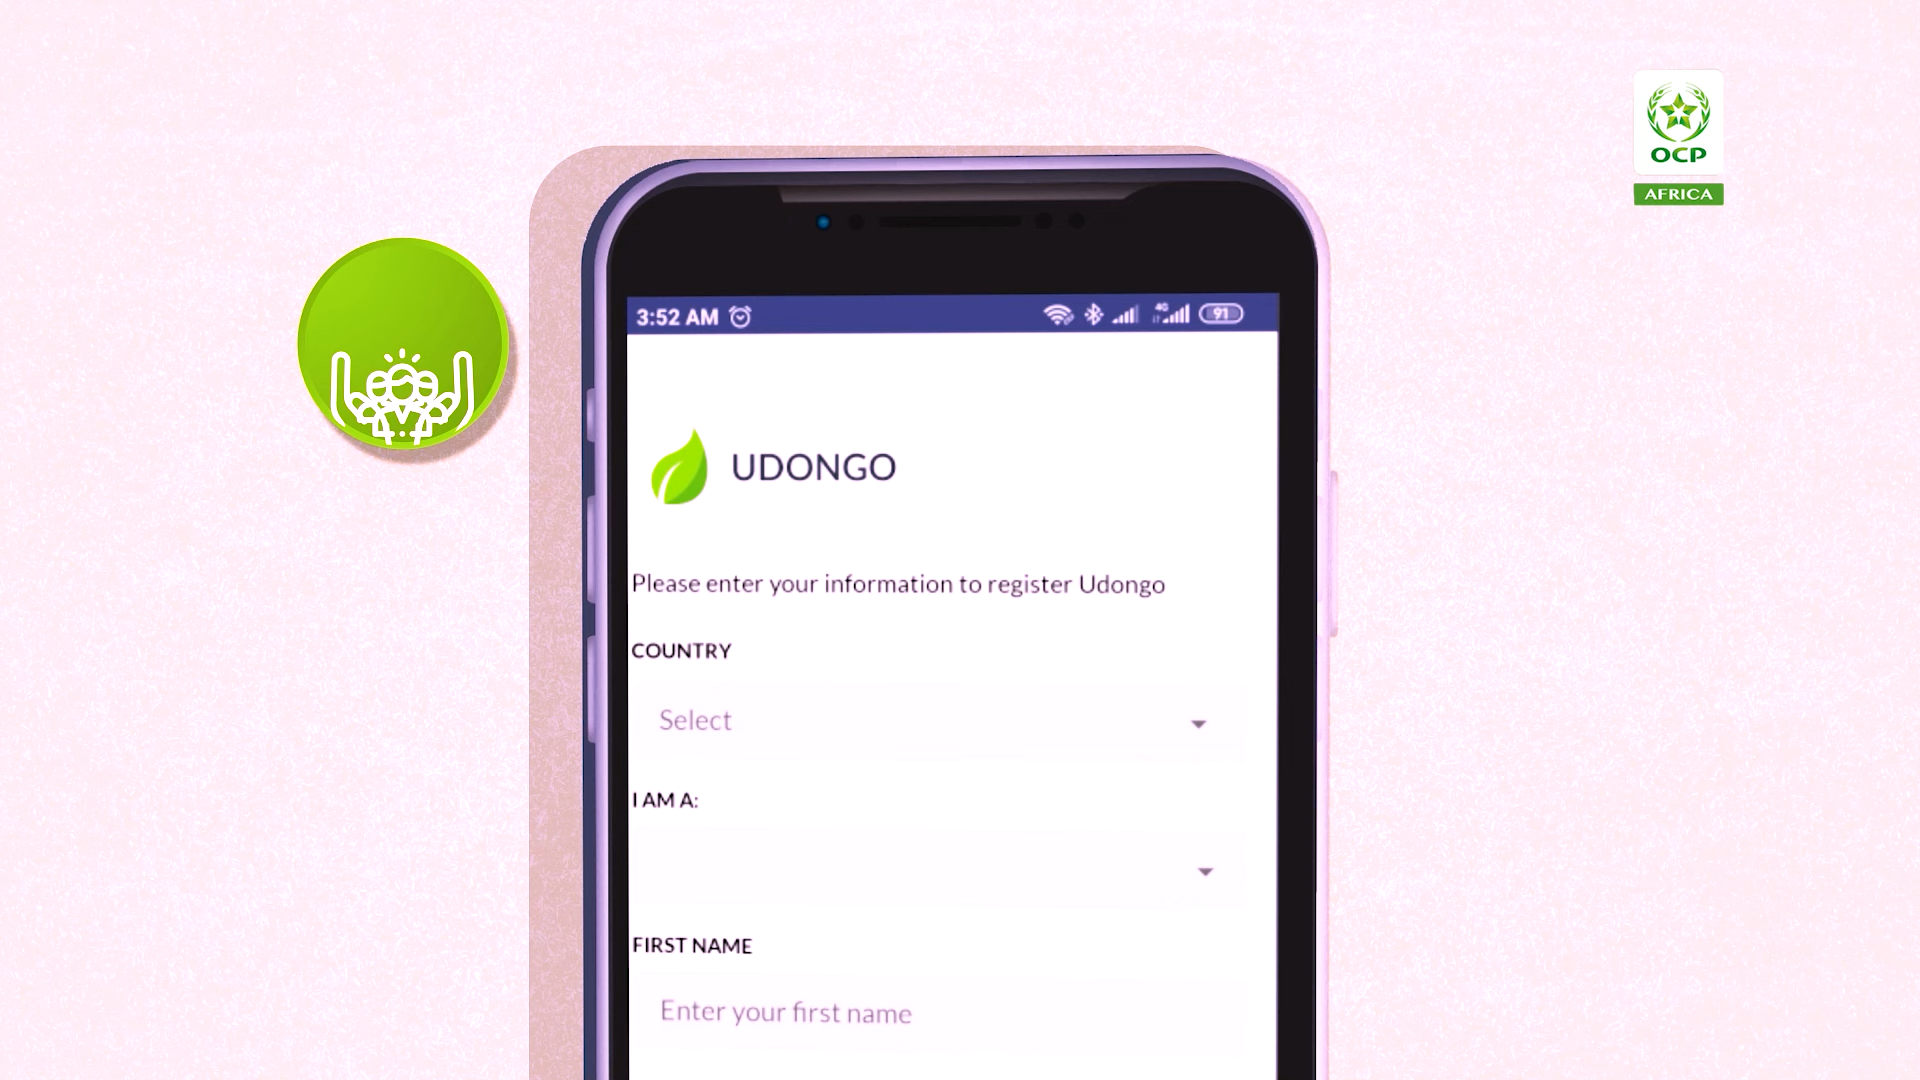 OCP
AFRICA
3:52 AM
4G
91
UDONGO
Please enter your information to register Udongo
COUNTRY
Select
I AM A:
FIRST NAME
Enter your first name